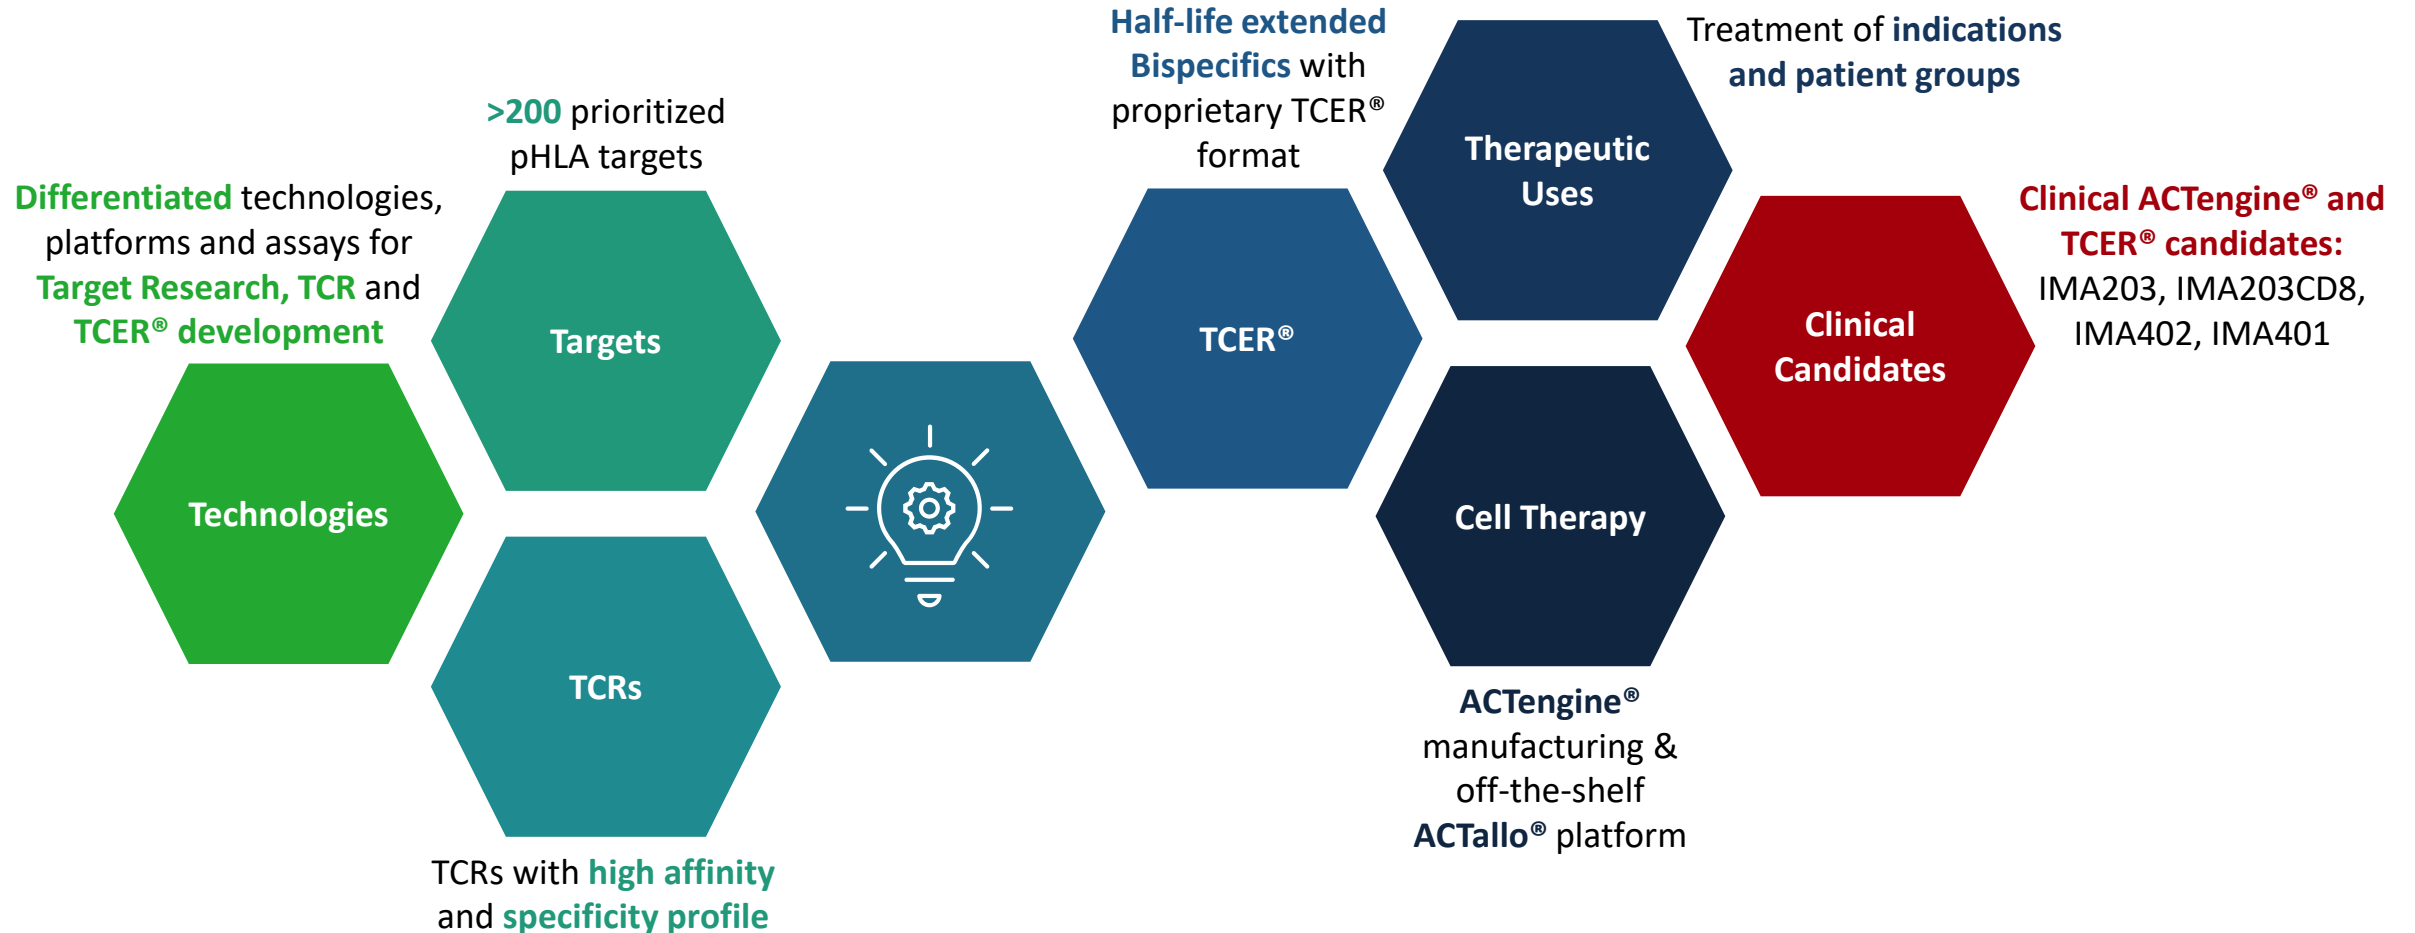 Differentiated technologies,
platforms and assays for
Target Research, TCR and
TCER® development
Technologies
>200 prioritized
pHLA targets
Targets
TCRs
TCRs with high affinity
and specificity profile
Half-life extended
Bispecifics with
proprietary TCER®
format
TCER®
Treatment of indications
and patient groups
Therapeutic
Uses
Cell Therapy
ACTengine®
manufacturing &
off-the-shelf
ACTallo® platform
Clinical
Candidates
Clinical ACTengine® and
TCER® candidates:
IMA203, IMA203CD8,
IMA402, IMA401